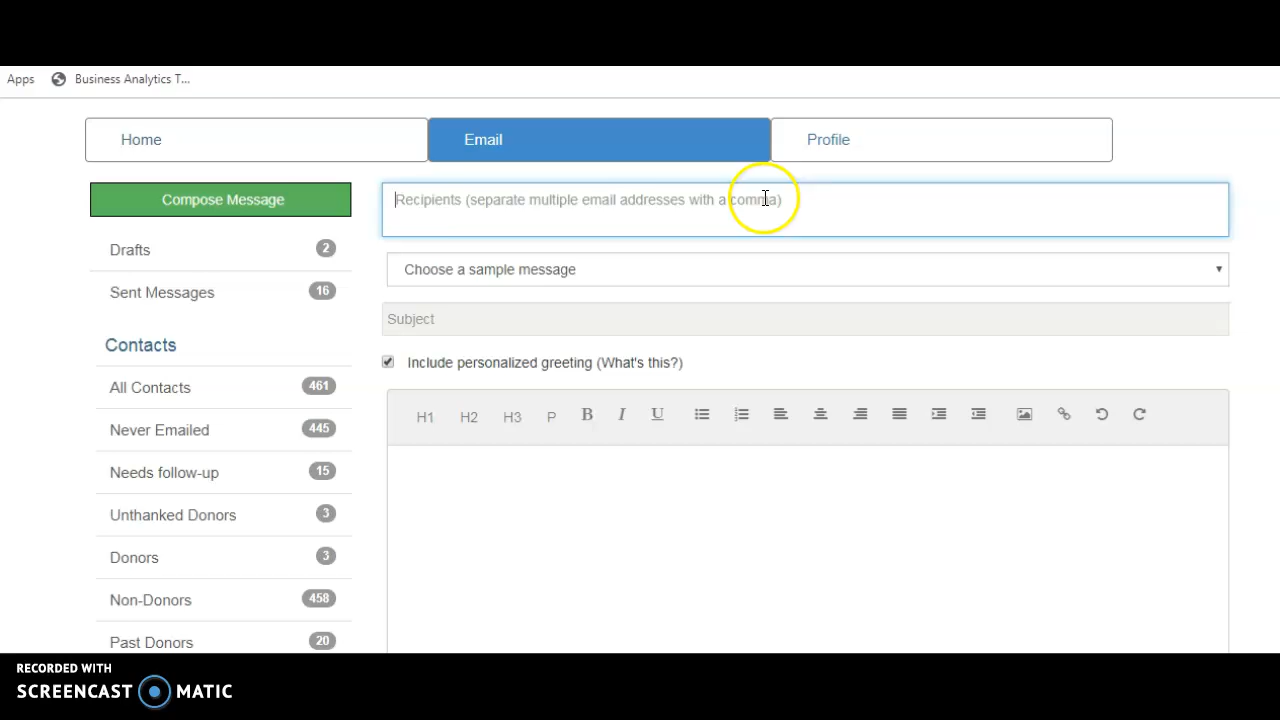 Apps Business Analytics T...
Home Email Profile
Compose Message
Drafts 2
Sent Messages 16
Contacts
All Contacts 461
Never Emailed 445
Needs follow-up 15
Unthanked Donors 3
Donors 3
Non-Donors 458
Past Donors 20
Recipients (separate multiple email addresses with a comma)
Choose a sample message
Subject
Include personalized greeting (What's this?)
H1 H2 H3 P B I U
RECORDED WITH
SCREENCAST MATIC